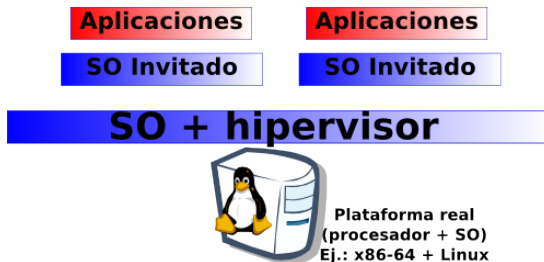 Aplicaciones
Aplicaciones
SO Invitado
SO Invitado
SO + hipervisor
Plataforma real
(procesador + SO)
Ej.: x86-64 + Linux